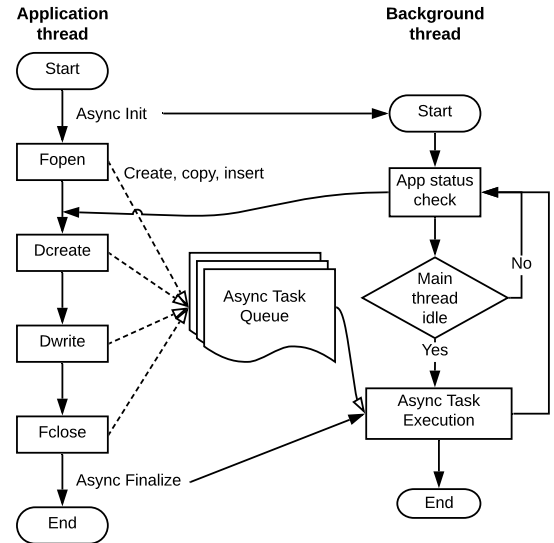 Application
thread
Background
thread
Start
Async Init
Start
Fopen
Create, copy, insert
App status
check
Dcreate
No
Main
thread
idle
Async Task
Queue
Dwrite
Yes
Async Task
Execution
Fclose
Async Finalize
End
End